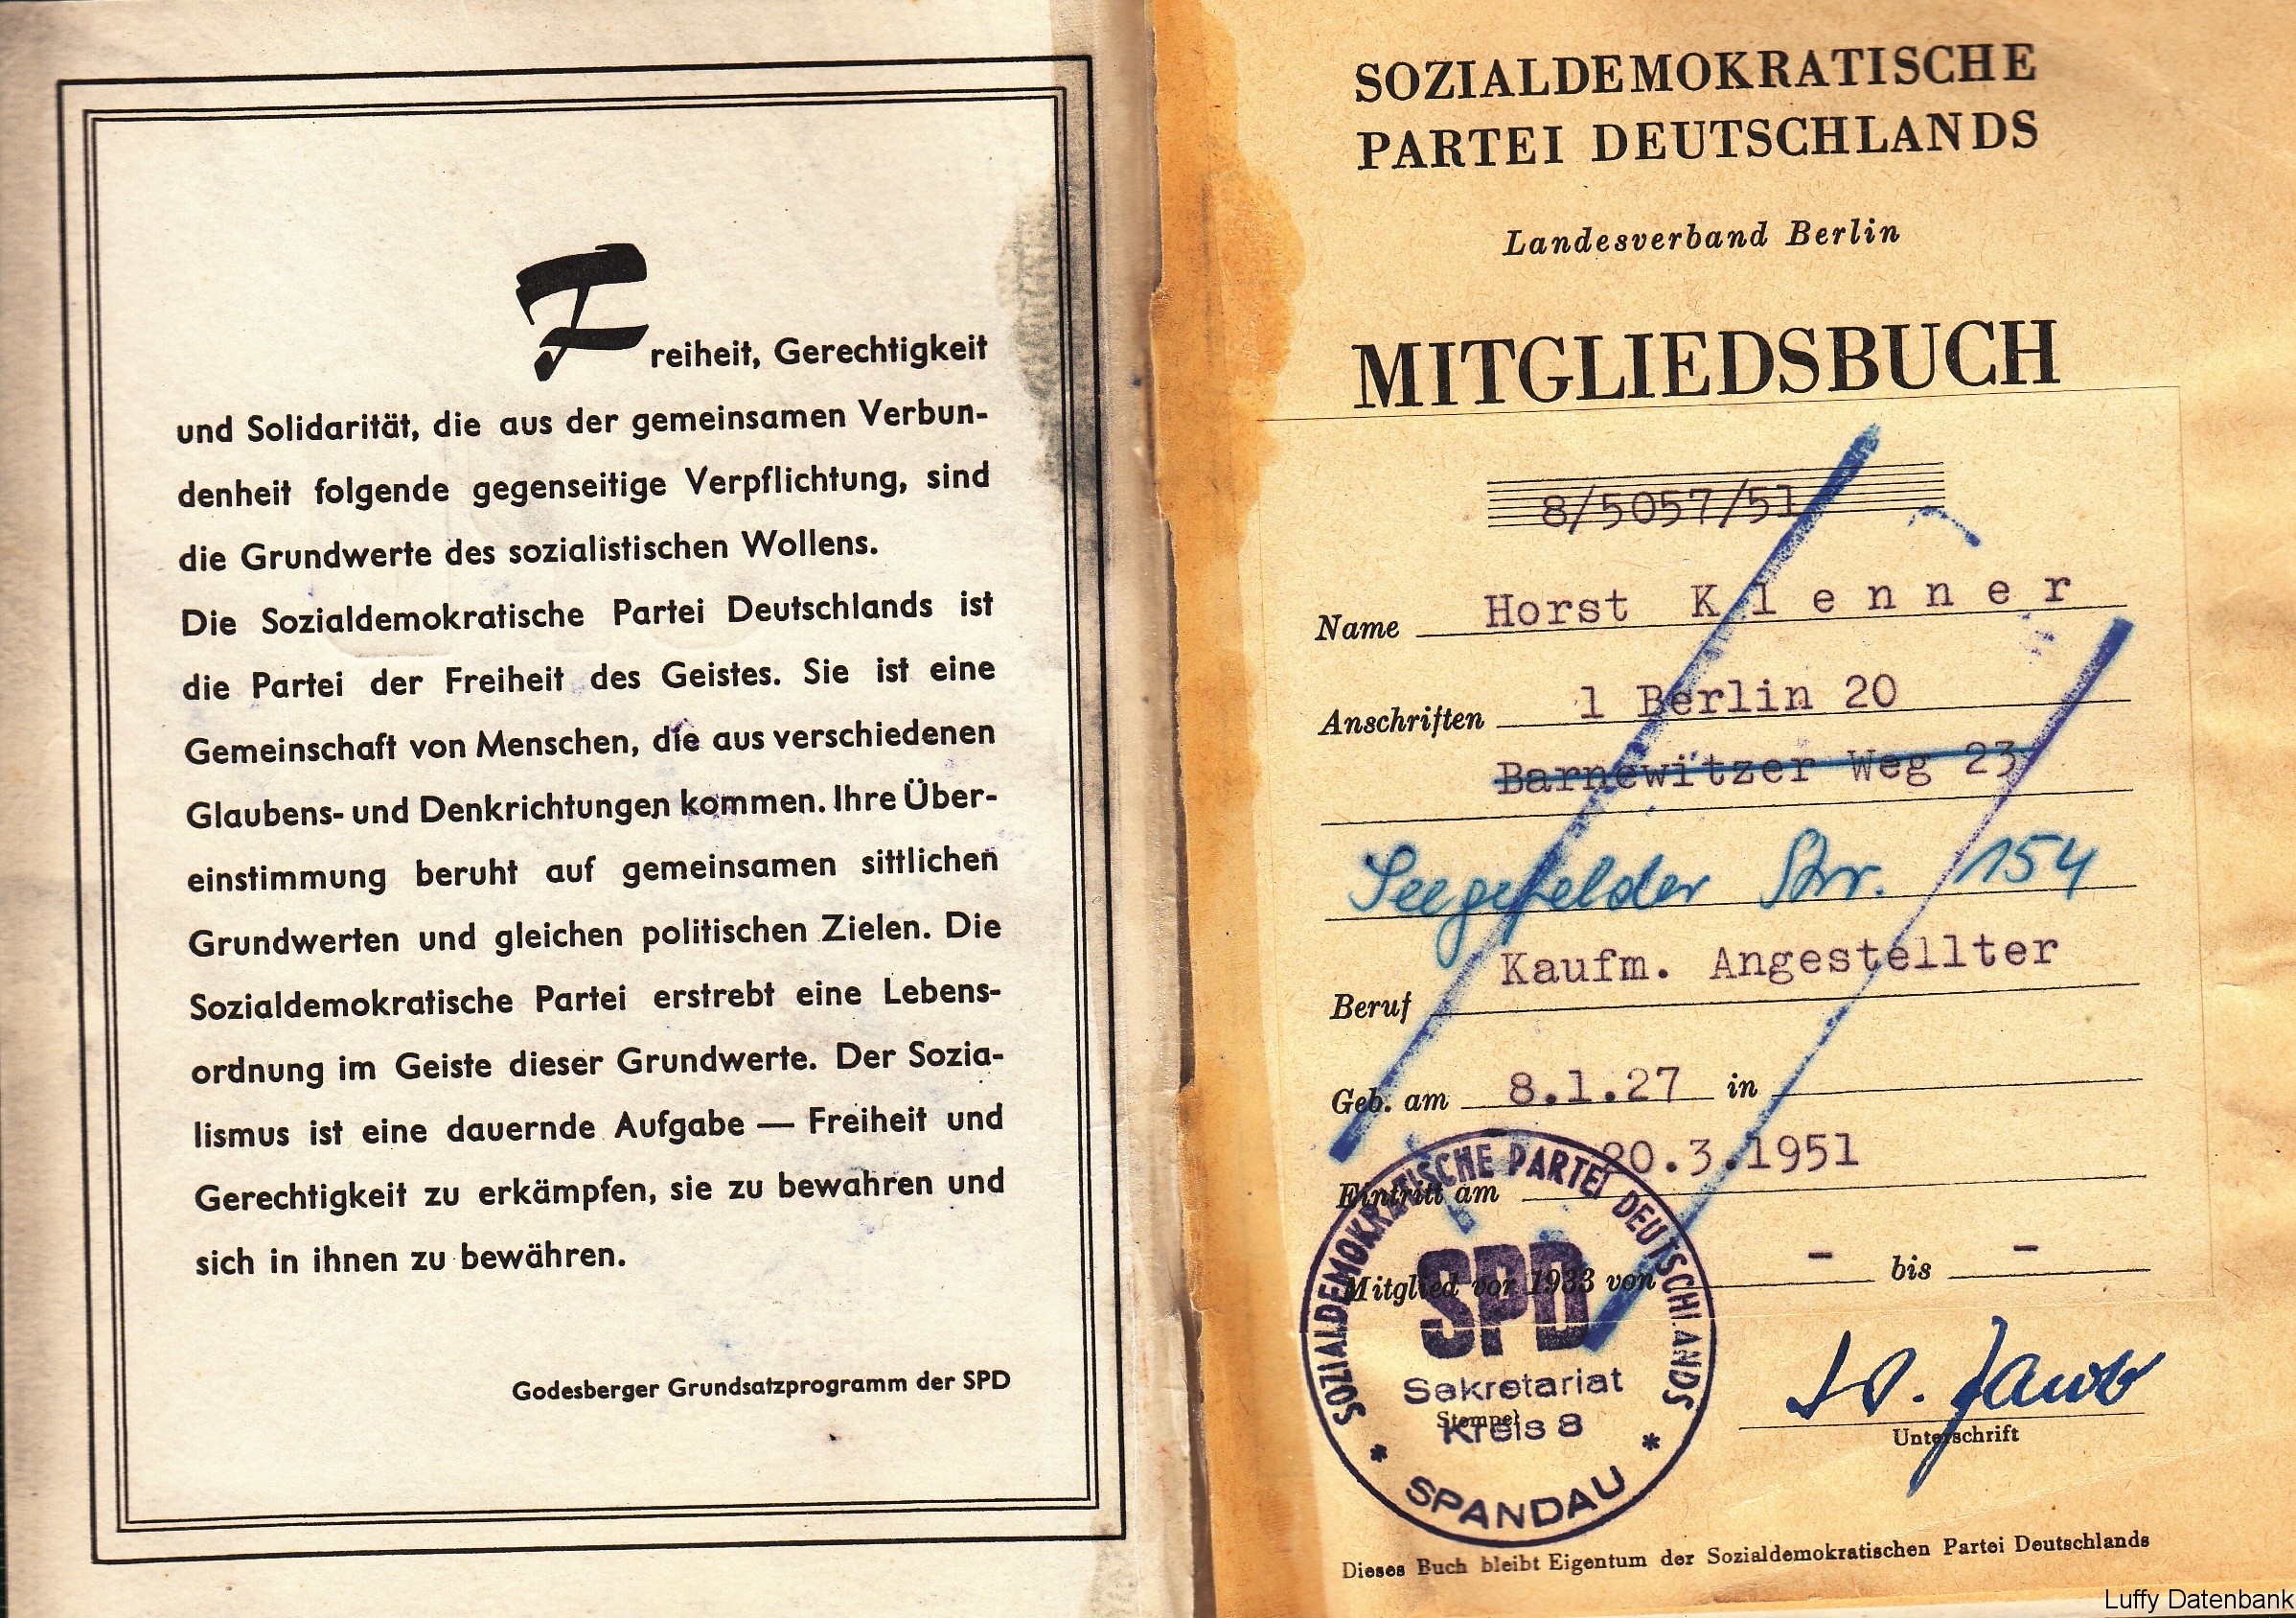 Freiheit, Gerechtigkeit
und Solidarität, die aus der gemeinsamen Verbun-
denheit folgende gegenseitige Verpflichtung, sind
die Grundwerte des sozialistischen Wollens.
Die Sozialdemokratische Partei Deutschlands ist
die Partei der Freiheit des Geistes. Sie ist eine
Gemeinschaft von Menschen, die aus verschiedenen
Glaubens- und Denkrichtungen kommen. Ihre Über-
einstimmung beruht auf gemeinsamen sittlichen
Grundwerten und gleichen politischen Zielen. Die
Sozialdemokratische Partei erstrebt eine Lebens-
ordnung im Geiste dieser Grundwerte. Der Sozia-
lismus ist eine dauernde Aufgabe — Freiheit und
Gerechtigkeit zu erkämpfen, sie zu bewahren und
sich in ihnen zu bewähren.
Godesberger Grundsatzprogramm der SPD
SOZIALDEMOKRATISCHE
PARTEI DEUTSCHLANDS
Landesverband Berlin
MITGLIEDSBUCH
8/5057/51
Name Horst Klenner
Anschriften 1 Berlin 20
Barnewitzer Weg 23
Seegefelder Str. 154
Beruf Kaufm. Angestellter
Geb. am 8.1.27 in
Eintritt am 20.3.1951
Mitglied vor 1933 von - bis -
SOZIALDEMOKRATISCHE PARTEI DEUTSCHLANDS
SPD
Sekretariat
Stempel
Kreis 8
* SPANDAU *
Unterschrift
Dieses Buch bleibt Eigentum der Sozialdemokratischen Partei Deutschlands
Luffy Datenbank